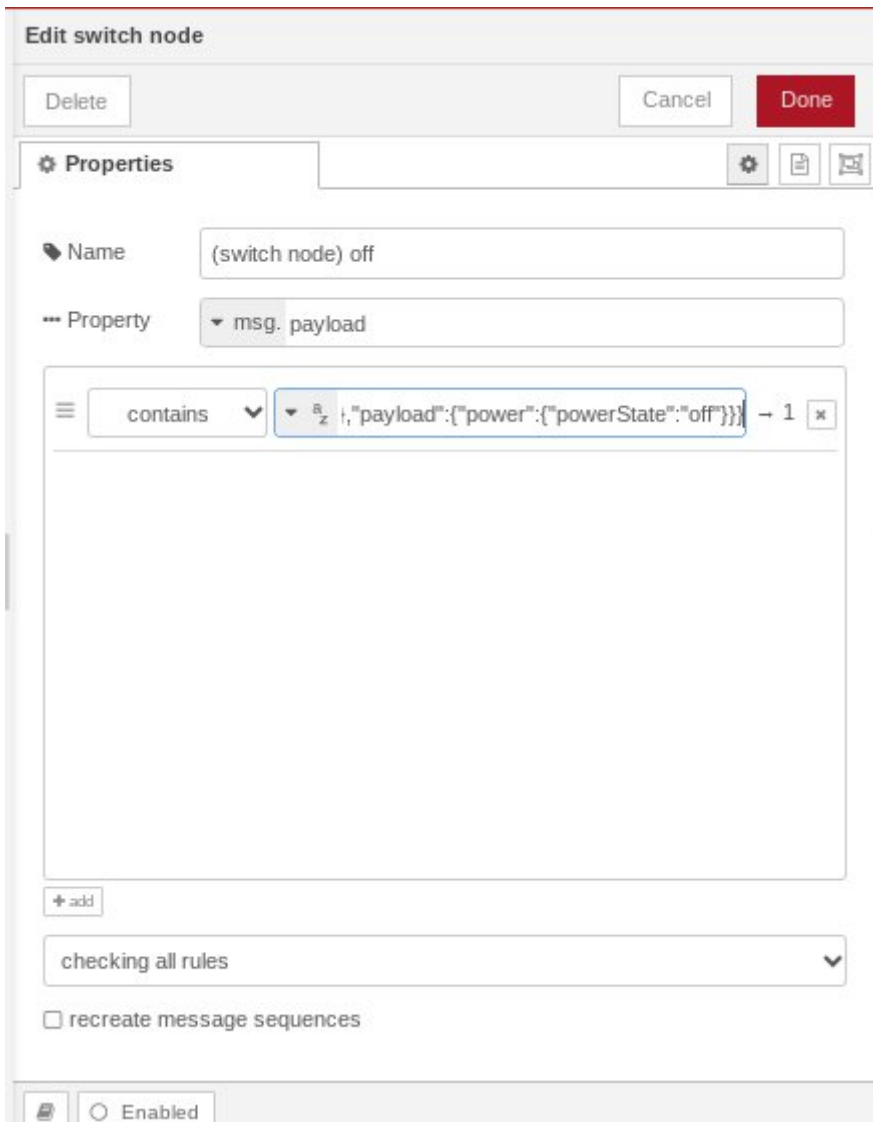 Edit switch node
Delete Cancel Done
Properties
Name (switch node) off
Property msg. payload
contains az ,"payload":{"power":{"powerState":"off"}}} → 1
add
checking all rules
recreate message sequences
Enabled